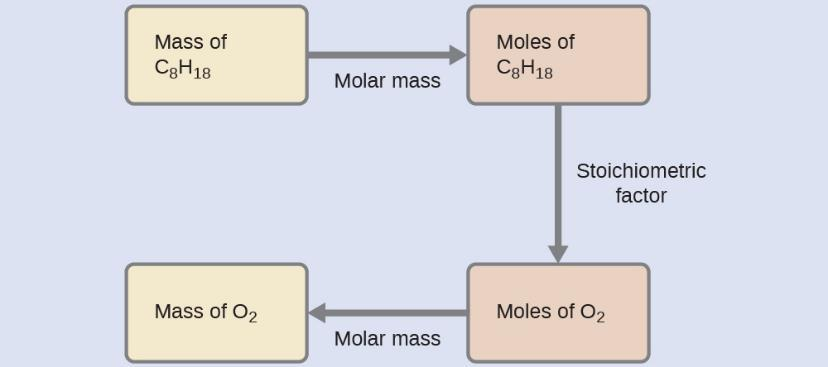 Mass of
C₈H₁₈
Molar mass
Moles of
C₈H₁₈
Stoichiometric
factor
Mass of O₂
Molar mass
Moles of O₂